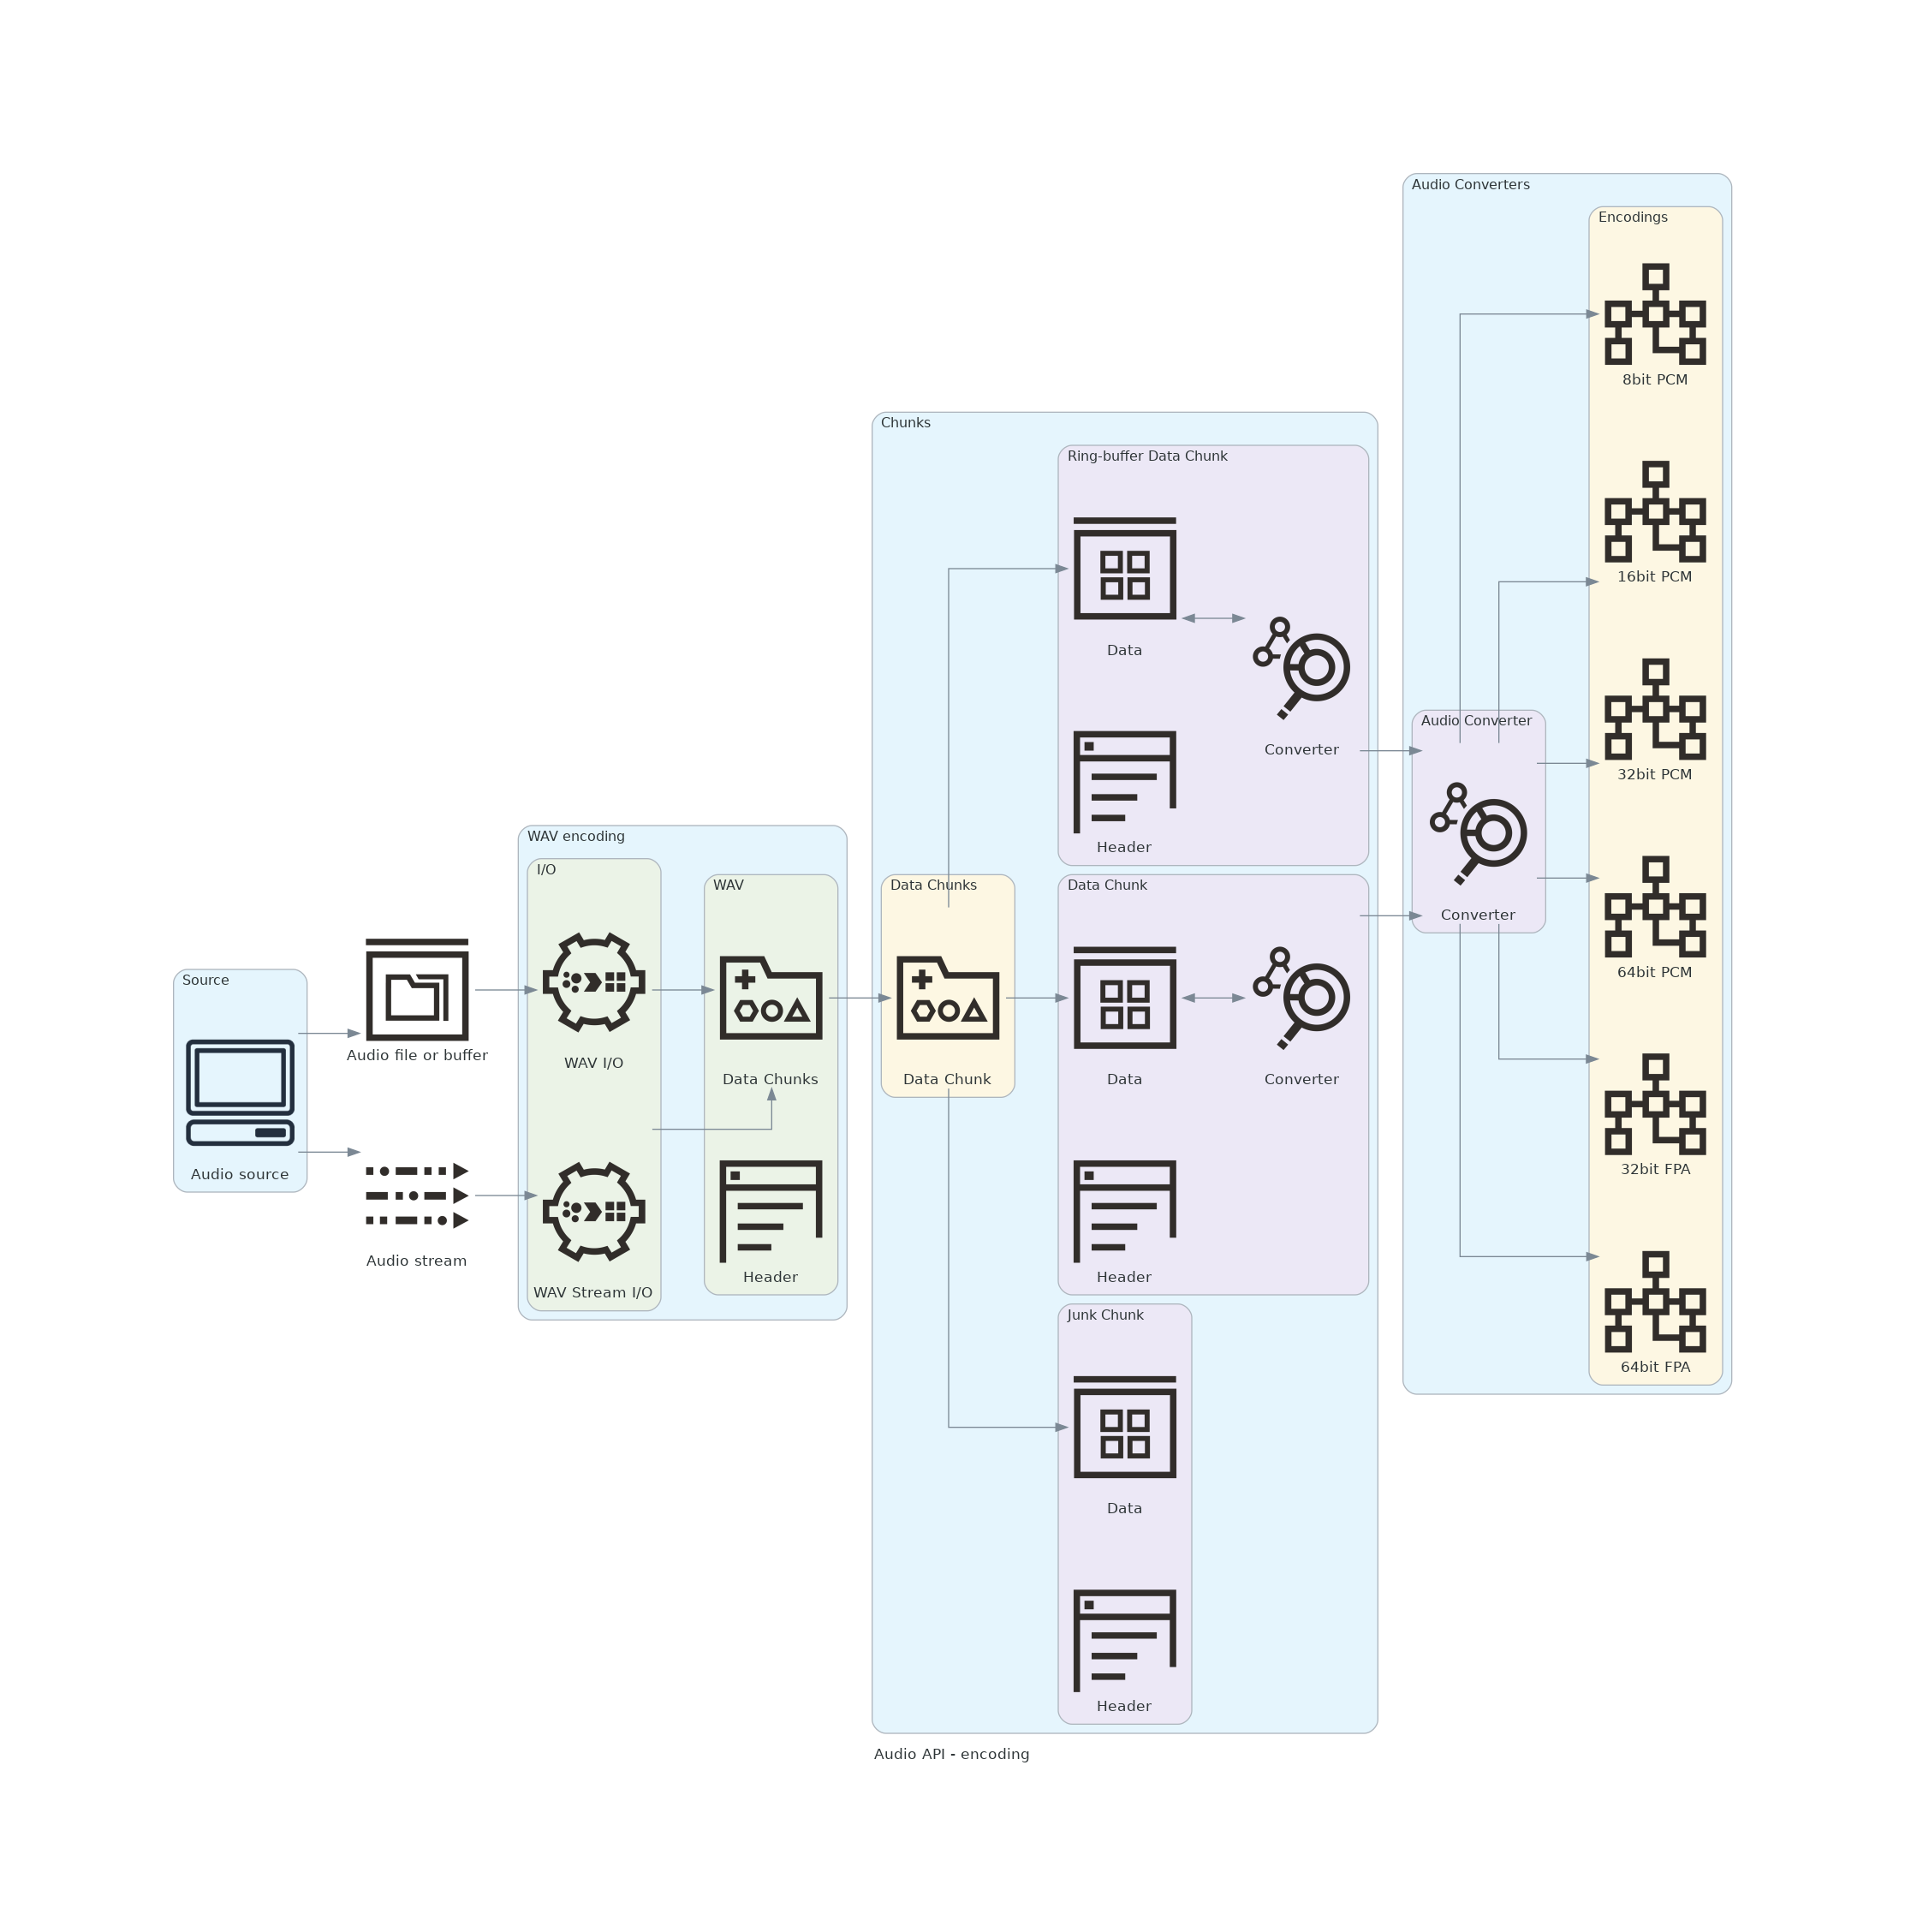 Audio Converters
Encodings
8bit PCM
16bit PCM
32bit PCM
64bit PCM
32bit FPA
64bit FPA
Audio Converter
Converter
Chunks
Ring-buffer Data Chunk
Data
Converter
Header
Data Chunks
Data Chunk
Data Chunk
Data
Converter
Header
Junk Chunk
Data
Header
WAV encoding
I/O
WAV I/O
WAV Stream I/O
WAV
Data Chunks
Header
Source
Audio source
Audio file or buffer
Audio stream
Audio API - encoding